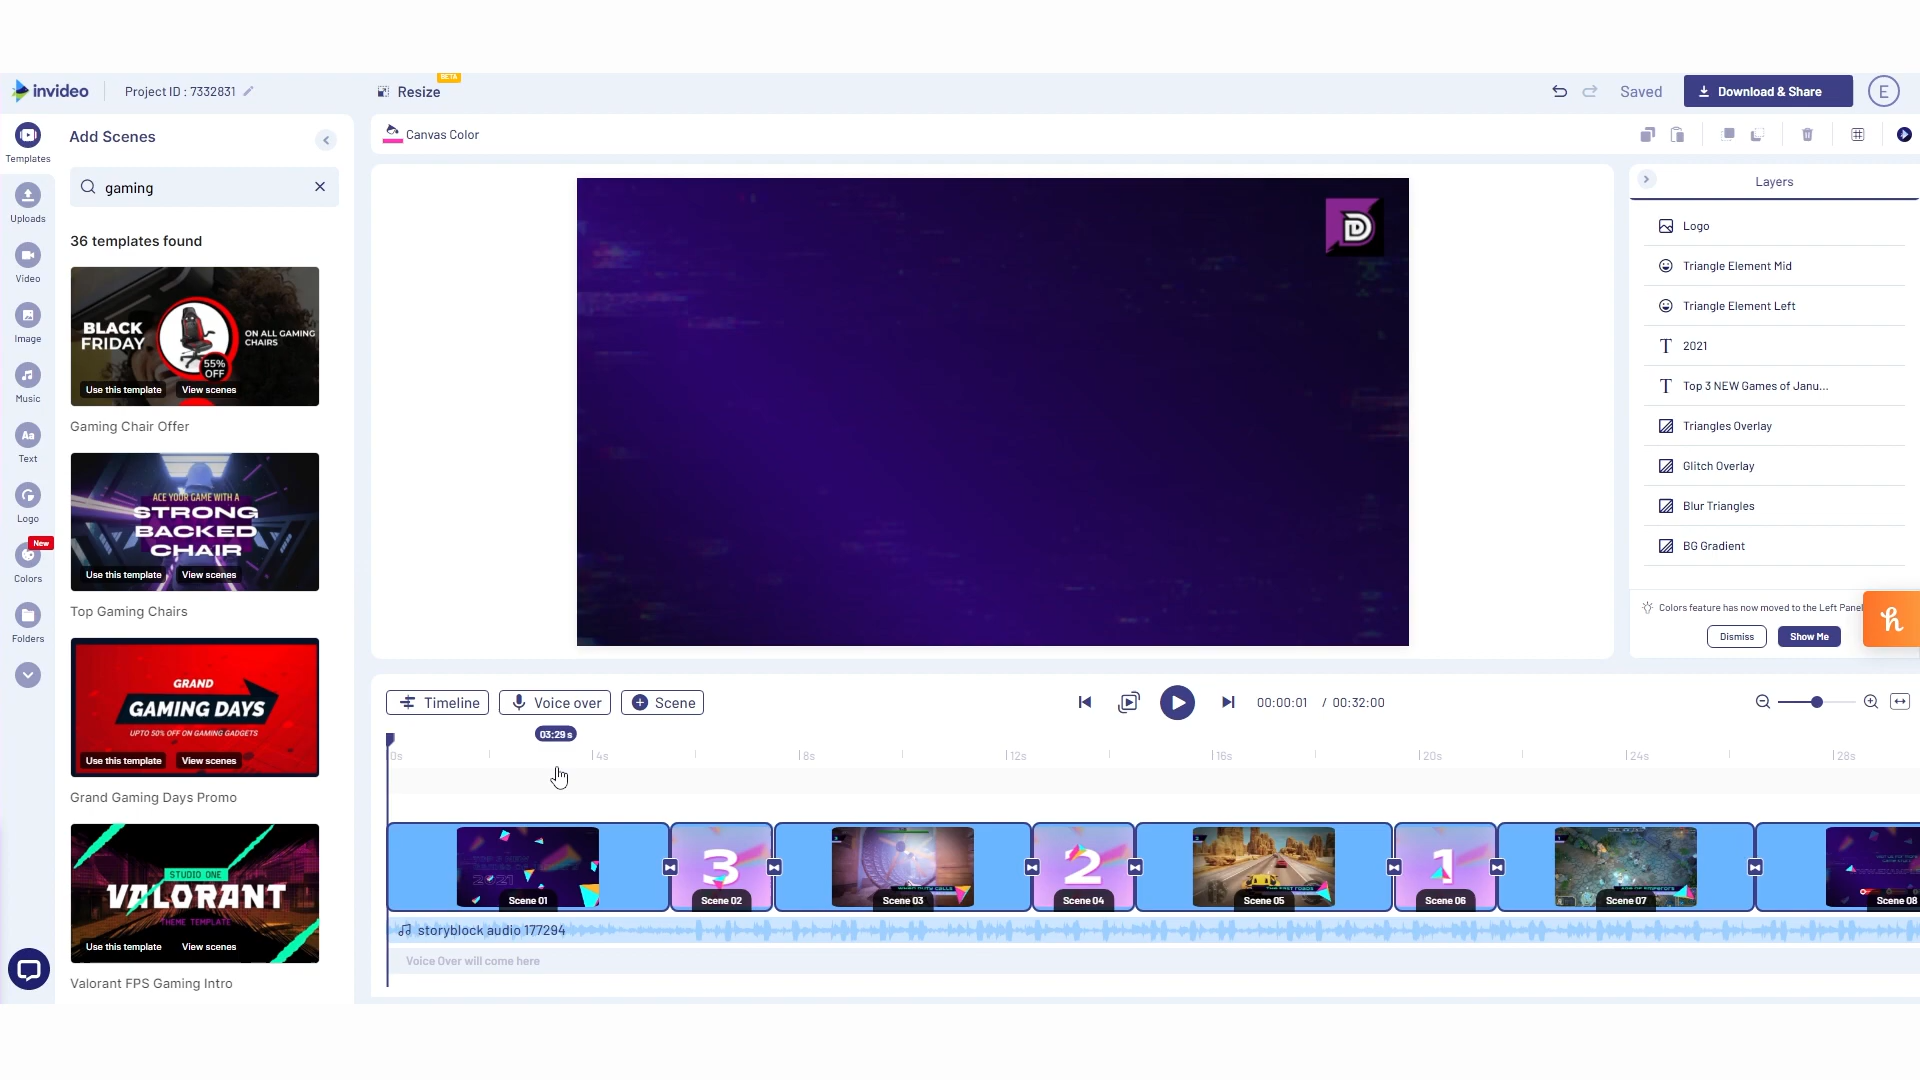 invideo
Project ID : 7332831
BETA
Resize
Saved
Download & Share
E
Templates
Uploads
Video
Image
Music
Text
Logo
New
Colors
Folders
Add Scenes
gaming
36 templates found
BLACK
FRIDAY
ON ALL GAMING
CHAIRS
55%
OFF
Use this template
View scenes
Gaming Chair Offer
ACE YOUR GAME WITH A
STRONG
BACKED
CHAIR
Use this template
View scenes
Top Gaming Chairs
GRAND
GAMING DAYS
UPTO 50% OFF ON GAMING GADGETS
Use this template
View scenes
Grand Gaming Days Promo
STUDIO ONE
VALORANT
THEME TEMPLATE
Use this template
View scenes
Valorant FPS Gaming Intro
Canvas Color
D
Layers
Logo
Triangle Element Mid
Triangle Element Left
2021
Top 3 NEW Games of Janu...
Triangles Overlay
Glitch Overlay
Blur Triangles
BG Gradient
Colors feature has now moved to the Left Panel
Dismiss
Show Me
Timeline
Voice over
Scene
00:00:01 / 00:32:00
03:29 s
0s
4s
8s
12s
16s
20s
24s
28s
2021
Scene 01
3
Scene 02
Scene 03
2
Scene 04
Scene 05
1
Scene 06
Scene 07
Scene 08
storyblock audio 177294
Voice Over will come here